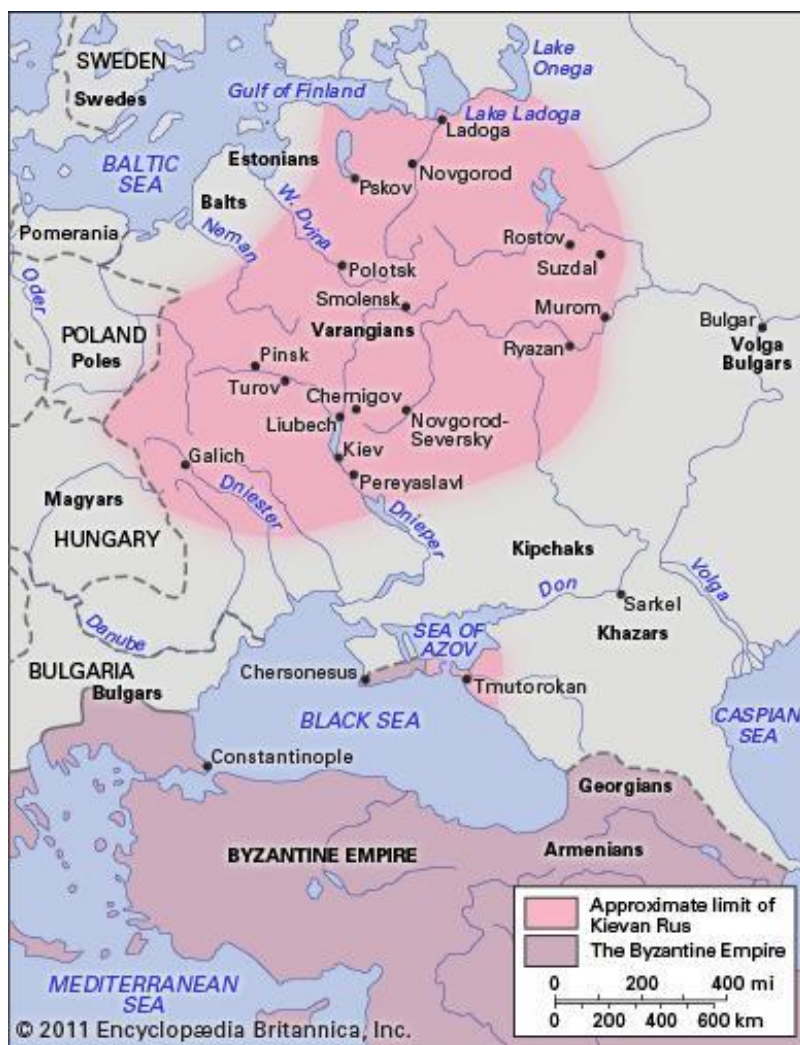 SWEDEN
Swedes
Lake
Onega
Gulf of Finland
Lake Ladoga
Ladoga
BALTIC
SEA
Estonians
Novgorod
Pskov
Balts
W. Dvina
Neman
Pomerania
Rostov
Suzdal
Polotsk
Oder
Smolensk
Murom
Varangians
Bulgar
Volga
Bulgars
POLAND
Poles
Ryazan
Pinsk
Turov
Chernigov
Liubech
Novgorod-
Seversky
Galich
Kiev
Pereyaslavl
Dniester
Dnieper
Magyars
HUNGARY
Kipchaks
Don
Volga
Sarkel
Khazars
Danube
SEA OF
AZOV
BULGARIA
Bulgars
Chersonesus
Tmutorokan
BLACK SEA
CASPIAN
SEA
Constantinople
Georgians
BYZANTINE EMPIRE
Armenians
Approximate limit of
Kievan Rus
The Byzantine Empire
0 200 400 mi
0 200 400 600 km
MEDITERRANEAN
SEA
© 2011 Encyclopædia Britannica, Inc.